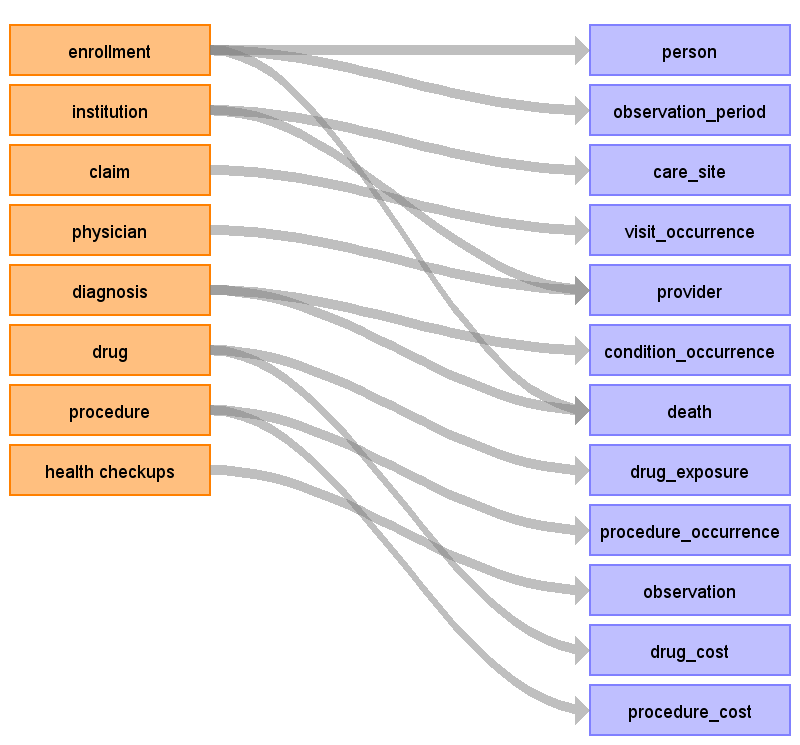 enrollment
person
institution
observation_period
claim
care_site
physician
visit_occurrence
diagnosis
provider
drug
condition_occurrence
procedure
death
health checkups
drug_exposure
procedure_occurrence
observation
drug_cost
procedure_cost